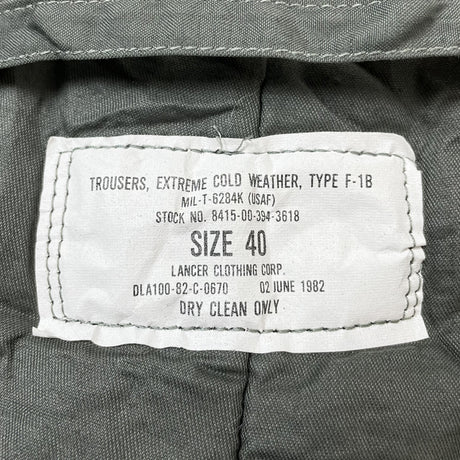 TROUSERS, EXTREME COLD WEATHER, TYPE F-1B
MIL-T-6284K (USAF)
STOCK NO. 8415-00-394-3618
SIZE 40
LANCER CLOTHING CORP.
DLA100-82-C-0670 02 JUNE 1982
DRY CLEAN ONLY